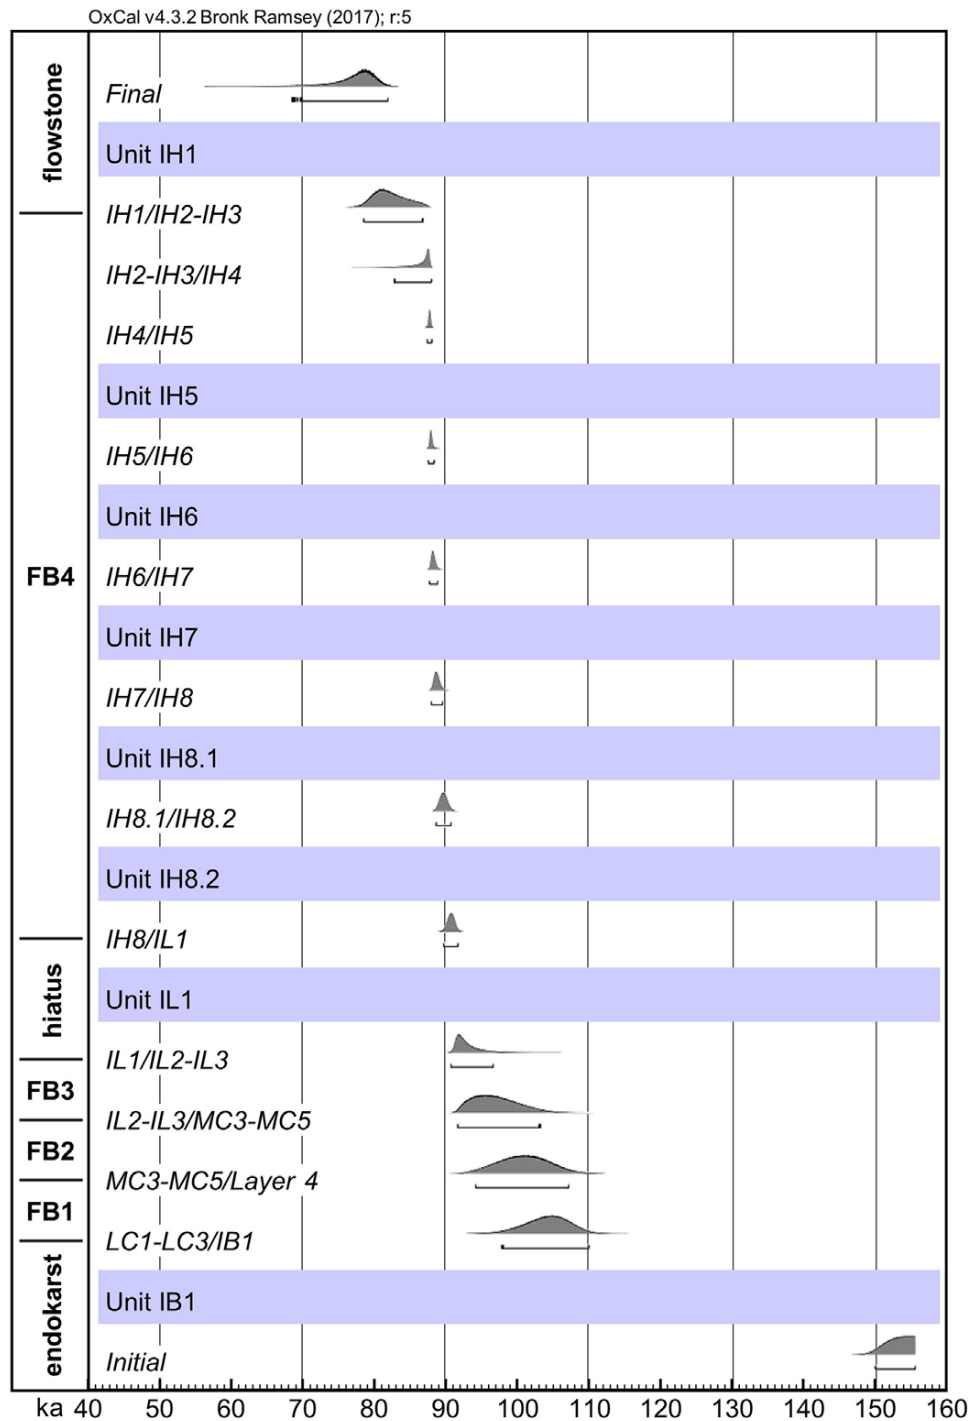 OxCal v4.3.2 Bronk Ramsey (2017); r:5
flowstone
Final
Unit IH1
IH1/IH2-IH3
IH2-IH3/IH4
IH4/IH5
Unit IH5
IH5/IH6
Unit IH6
FB4
IH6/IH7
Unit IH7
IH7/IH8
Unit IH8.1
IH8.1/IH8.2
Unit IH8.2
IH8/IL1
hiatus
Unit IL1
IL1/IL2-IL3
FB3
IL2-IL3/MC3-MC5
FB2
MC3-MC5/Layer 4
FB1
LC1-LC3/IB1
endokarst
Unit IB1
Initial
ka 40 50 60 70 80 90 100 110 120 130 140 150 160